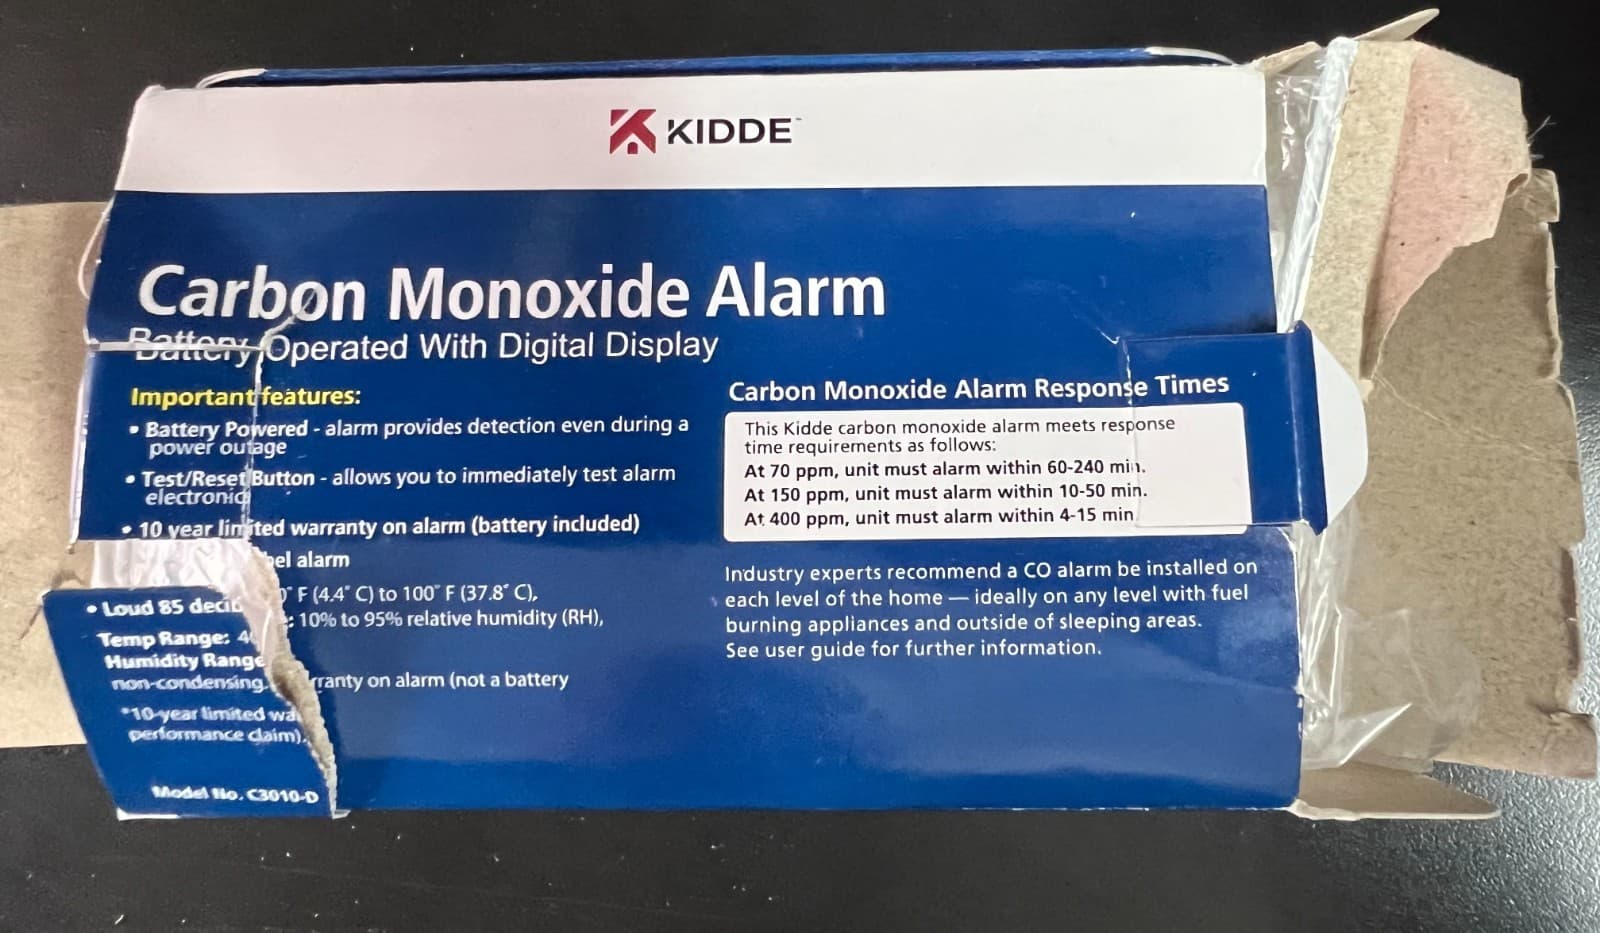 KIDDE™
Carbon Monoxide Alarm
Battery Operated With Digital Display
Important features:
• Battery Powered - alarm provides detection even during a
power outage
• Test/Reset Button - allows you to immediately test alarm
electronic
• 10 year limited warranty on alarm (battery included)
• Loud 85 decibel alarm
Temp Range: 40° F (4.4° C) to 100° F (37.8° C),
Humidity Range: 10% to 95% relative humidity (RH),
non-condensing.
*10-year limited warranty on alarm (not a battery
performance claim).
Model No. C3010-D
Carbon Monoxide Alarm Response Times
This Kidde carbon monoxide alarm meets response
time requirements as follows:
At 70 ppm, unit must alarm within 60-240 min.
At 150 ppm, unit must alarm within 10-50 min.
At 400 ppm, unit must alarm within 4-15 min
Industry experts recommend a CO alarm be installed on
each level of the home — ideally on any level with fuel
burning appliances and outside of sleeping areas.
See user guide for further information.